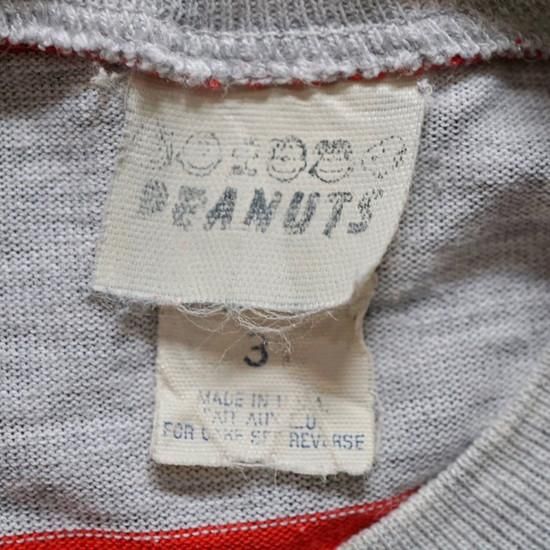 PEANUTS
3
MADE IN U.S.A.
FOR CARE SEE REVERSE